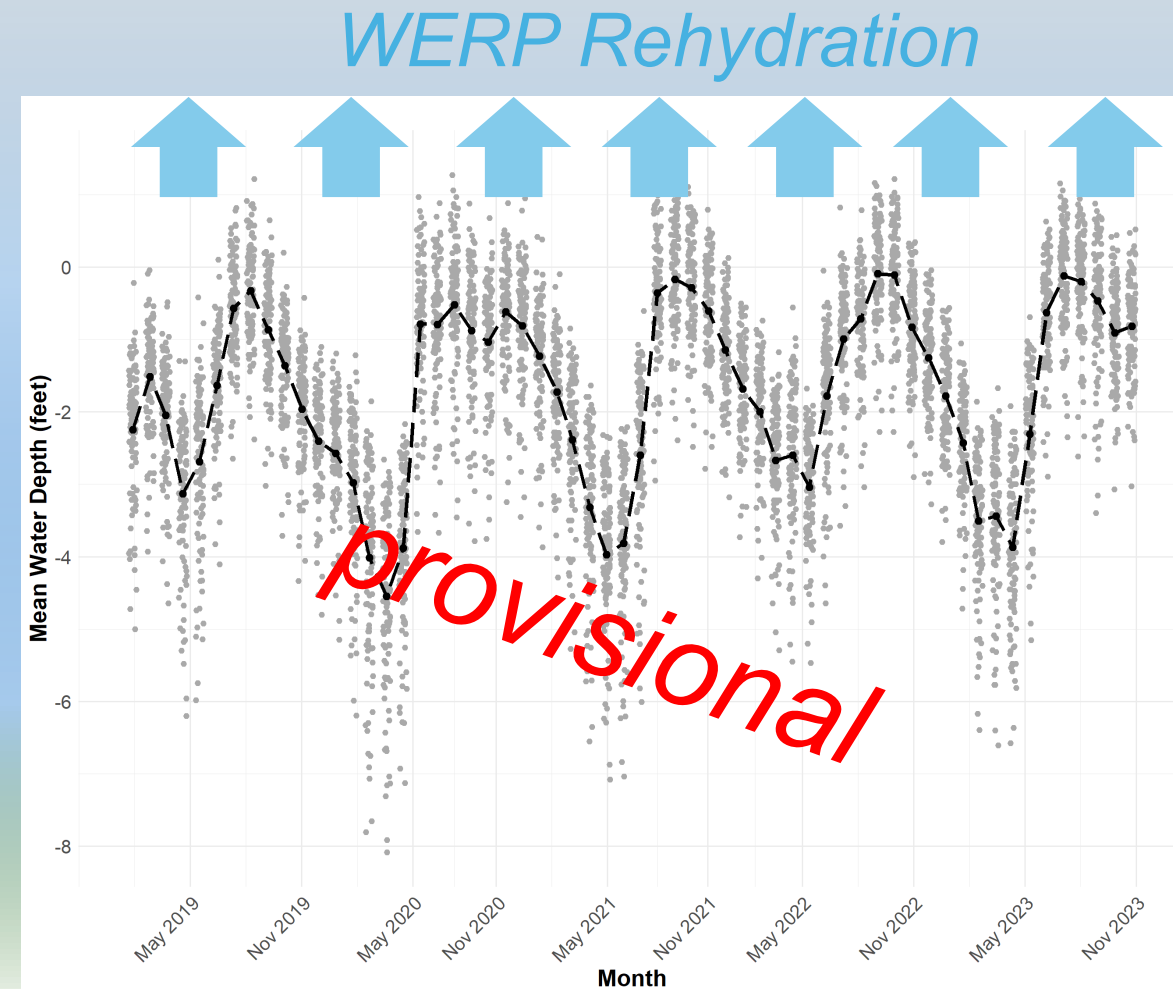 WERP Rehydration
Mean Water Depth (feet)
0
-2
-4
-6
-8
provisional
May 2019
Nov 2019
May 2020
Nov 2020
May 2021
Nov 2021
May 2022
Nov 2022
May 2023
Nov 2023
Month